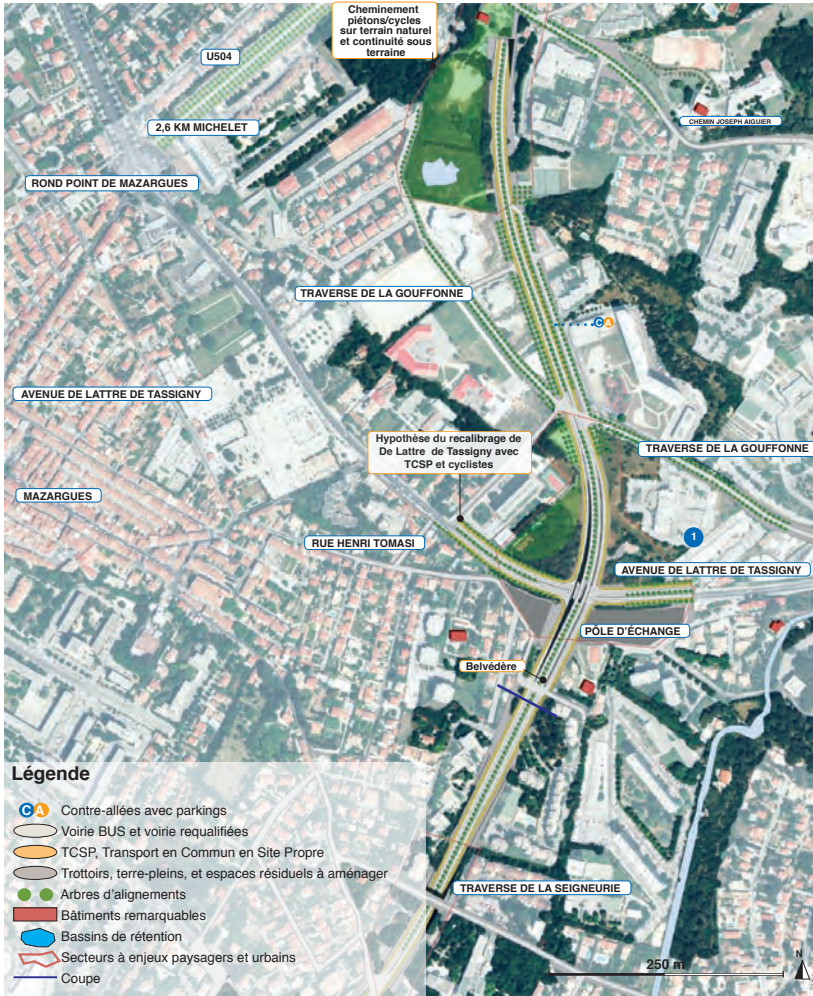 Cheminement
piétons/cycles
sur terrain naturel
et continuité sous
terraine
U504
2,6 KM MICHELET
CHEMIN JOSEPH AIGUIER
ROND POINT DE MAZARGUES
TRAVERSE DE LA GOUFFONNE
C A
AVENUE DE LATTRE DE TASSIGNY
Hypothèse du recalibrage de
De Lattre de Tassigny avec
TCSP et cyclistes
TRAVERSE DE LA GOUFFONNE
MAZARGUES
1
RUE HENRI TOMASI
AVENUE DE LATTRE DE TASSIGNY
PÔLE D'ÉCHANGE
Belvédère
Légende
C A Contre-allées avec parkings
Voirie BUS et voirie requalifiées
TCSP, Transport en Commun en Site Propre
Trottoirs, terre-pleins, et espaces résiduels à aménager
Arbres d'alignements
Bâtiments remarquables
Bassins de rétention
Secteurs à enjeux paysagers et urbains
Coupe
TRAVERSE DE LA SEIGNEURIE
250 m
N